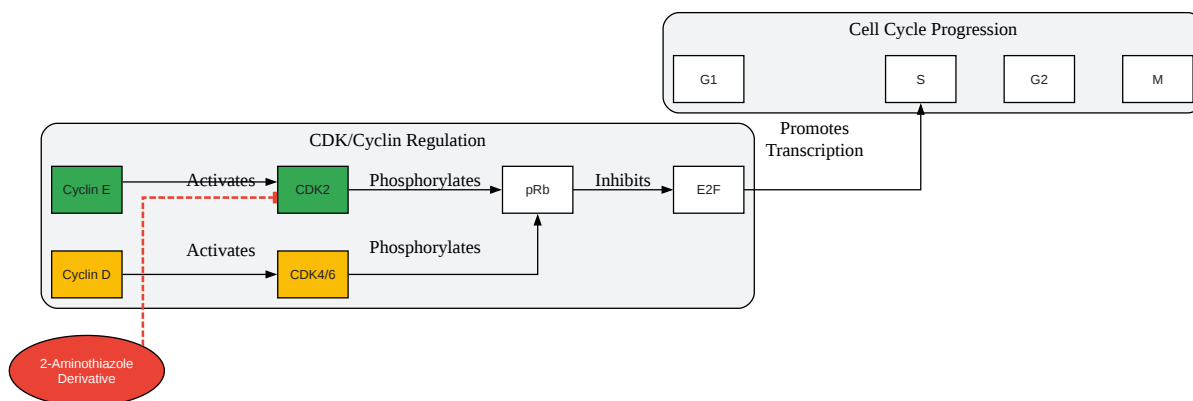 Cell Cycle Progression
G1
S
G2
M
Promotes
Transcription
CDK/Cyclin Regulation
Cyclin E
Activates
CDK2
Phosphorylates
pRb
Inhibits
E2F
Cyclin D
Activates
CDK4/6
Phosphorylates
2-Aminothiazole
Derivative